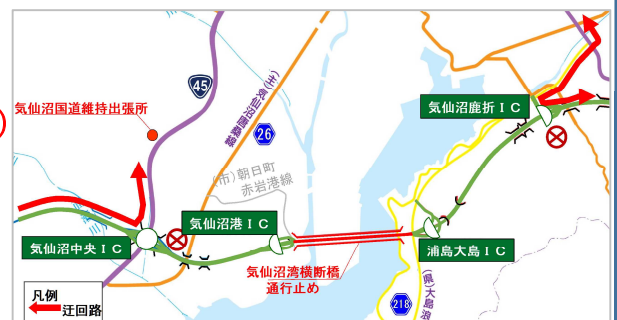 45
気仙沼国道維持出張所
(主)気仙沼唐桑線
26
気仙沼鹿折IC
(市)朝日町
赤岩港線
気仙沼港IC
気仙沼中央IC
浦島大島IC
気仙沼湾横断橋
通行止め
(県)大島浪
218
凡例
迂回路